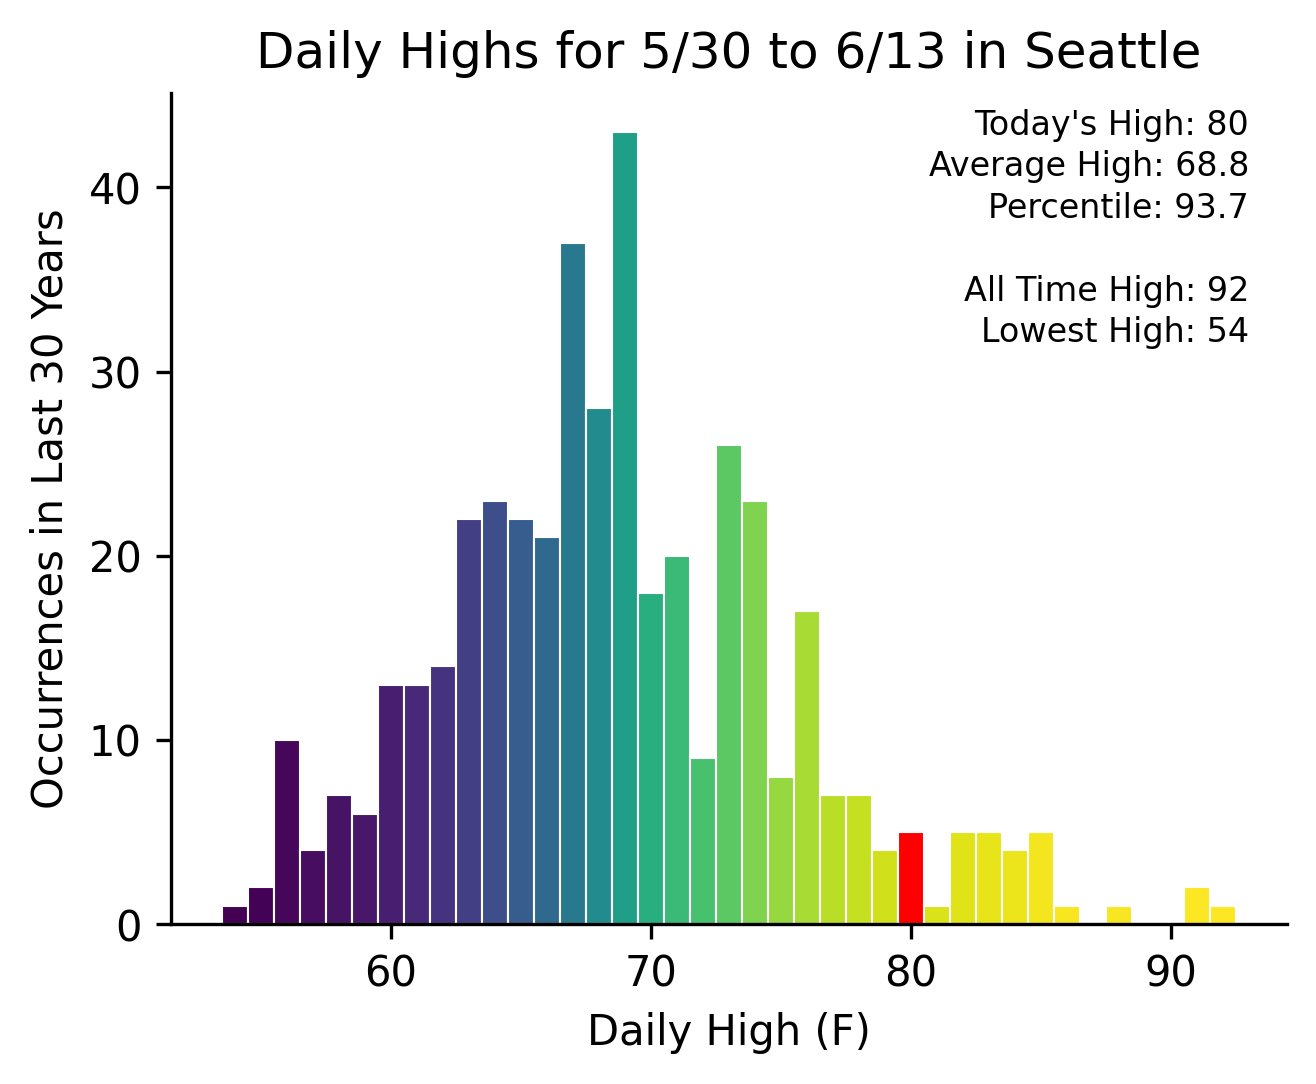 Daily Highs for 5/30 to 6/13 in Seattle
Today's High: 80
Average High: 68.8
Percentile: 93.7
All Time High: 92
Lowest High: 54
Occurrences in Last 30 Years
40
30
20
10
0
60 70 80 90
Daily High (F)